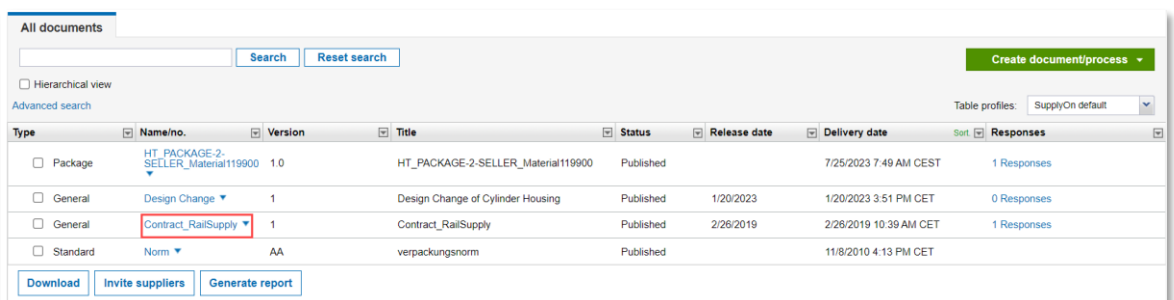 All documents
Search Reset search Create document/process
Hierarchical view
Advanced search Table profiles: SupplyOn default
Type Name/no. Version Title Status Release date Delivery date Sort. Responses
HT_PACKAGE-2-
Package SELLER_Material119900 1.0 HT_PACKAGE-2-SELLER_Material119900 Published 7/25/2023 7:49 AM CEST 1 Responses
General Design Change 1 Design Change of Cylinder Housing Published 1/20/2023 1/20/2023 3:51 PM CET 0 Responses
General Contract_RailSupply 1 Contract_RailSupply Published 2/26/2019 2/26/2019 10:39 AM CET 1 Responses
Standard Norm AA verpackungsnorm Published 11/8/2010 4:13 PM CET
Download Invite suppliers Generate report